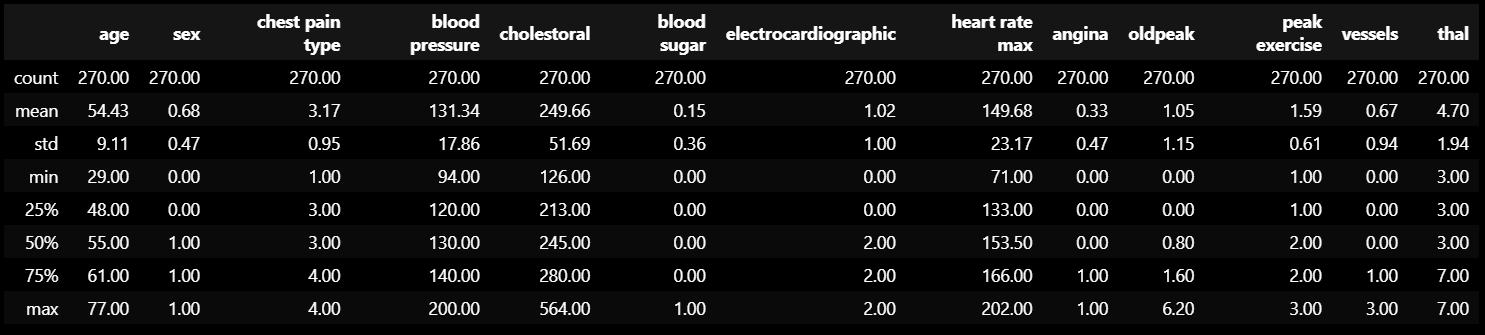 age sex chest pain type blood pressure cholestoral blood sugar electrocardiographic heart rate max angina oldpeak peak exercise vessels thal
count 270.00 270.00 270.00 270.00 270.00 270.00 270.00 270.00 270.00 270.00 270.00 270.00 270.00
mean 54.43 0.68 3.17 131.34 249.66 0.15 1.02 149.68 0.33 1.05 1.59 0.67 4.70
std 9.11 0.47 0.95 17.86 51.69 0.36 1.00 23.17 0.47 1.15 0.61 0.94 1.94
min 29.00 0.00 1.00 94.00 126.00 0.00 0.00 71.00 0.00 0.00 1.00 0.00 3.00
25% 48.00 0.00 3.00 120.00 213.00 0.00 0.00 133.00 0.00 0.00 1.00 0.00 3.00
50% 55.00 1.00 3.00 130.00 245.00 0.00 2.00 153.50 0.00 0.80 2.00 0.00 3.00
75% 61.00 1.00 4.00 140.00 280.00 0.00 2.00 166.00 1.00 1.60 2.00 1.00 7.00
max 77.00 1.00 4.00 200.00 564.00 1.00 2.00 202.00 1.00 6.20 3.00 3.00 7.00